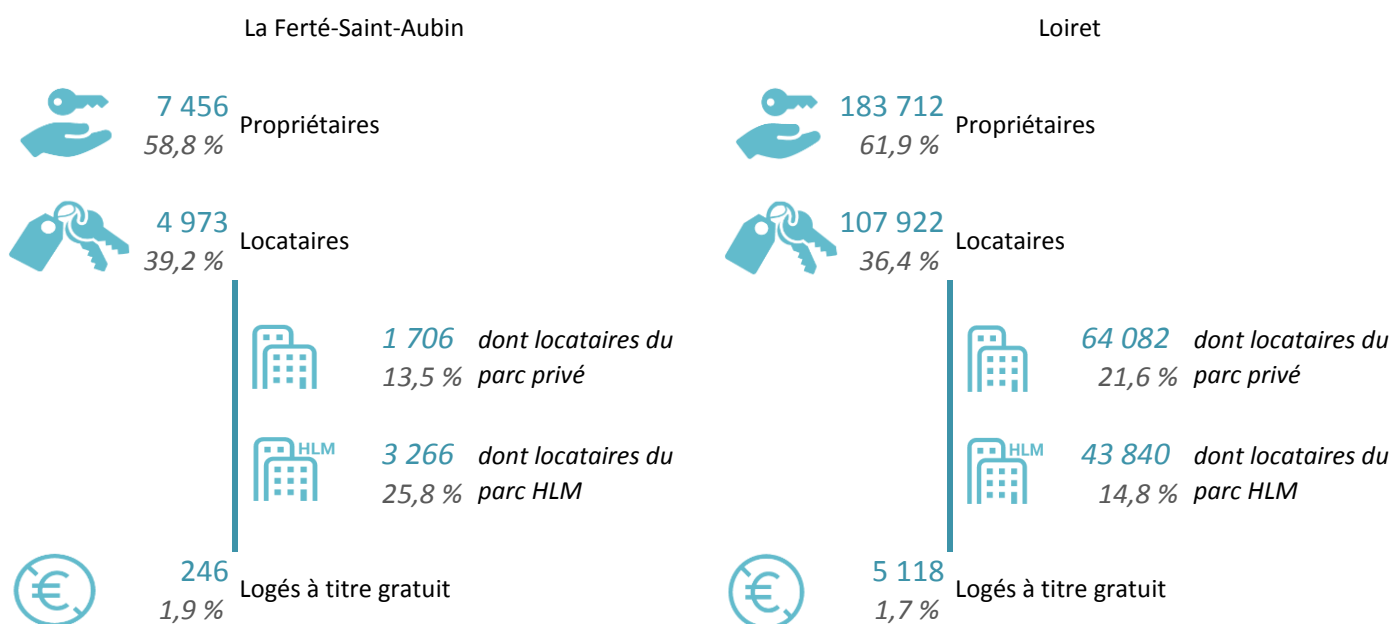 La Ferté-Saint-Aubin
7 456
58,8 %
Propriétaires
4 973
39,2 %
Locataires
1 706
13,5 %
dont locataires du
parc privé
HLM
3 266
25,8 %
dont locataires du
parc HLM
246
1,9 %
Logés à titre gratuit
Loiret
183 712
61,9 %
Propriétaires
107 922
36,4 %
Locataires
64 082
21,6 %
dont locataires du
parc privé
HLM
43 840
14,8 %
dont locataires du
parc HLM
5 118
1,7 %
Logés à titre gratuit